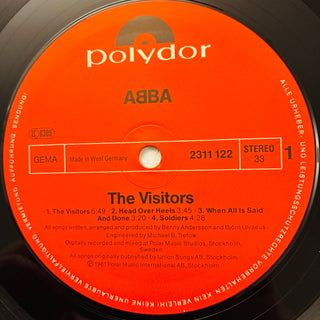 polydor
ABBA
LC 0309
GEMA
Made in West Germany
2311 122
STEREO
33
1
The Visitors
1. The Visitors 5:49 - 2. Head Over Heels 3:45 - 3. When All Is Said
And Done 3:20 - 4. Soldiers 4:38
All songs written, arranged and produced by Benny Andersson and Björn Ulvaeus
Engineered by Michael B. Tretow
Digitally recorded and mixed at Polar Music Studios, Stockholm,
Sweden
All songs originally published by Union Songs AB, Stockholm
Ⓟ 1981 Polar Music International AB, Stockholm
ALLE URHEBER- UND LEISTUNGSSCHUTZRECHTE VORBEHALTEN · KEIN VERLEIH! KEINE UNERLAUBTE VERVIELFÄLTIGUNG, VERMIETUNG, AUFFÜHRUNG, SENDUNG!